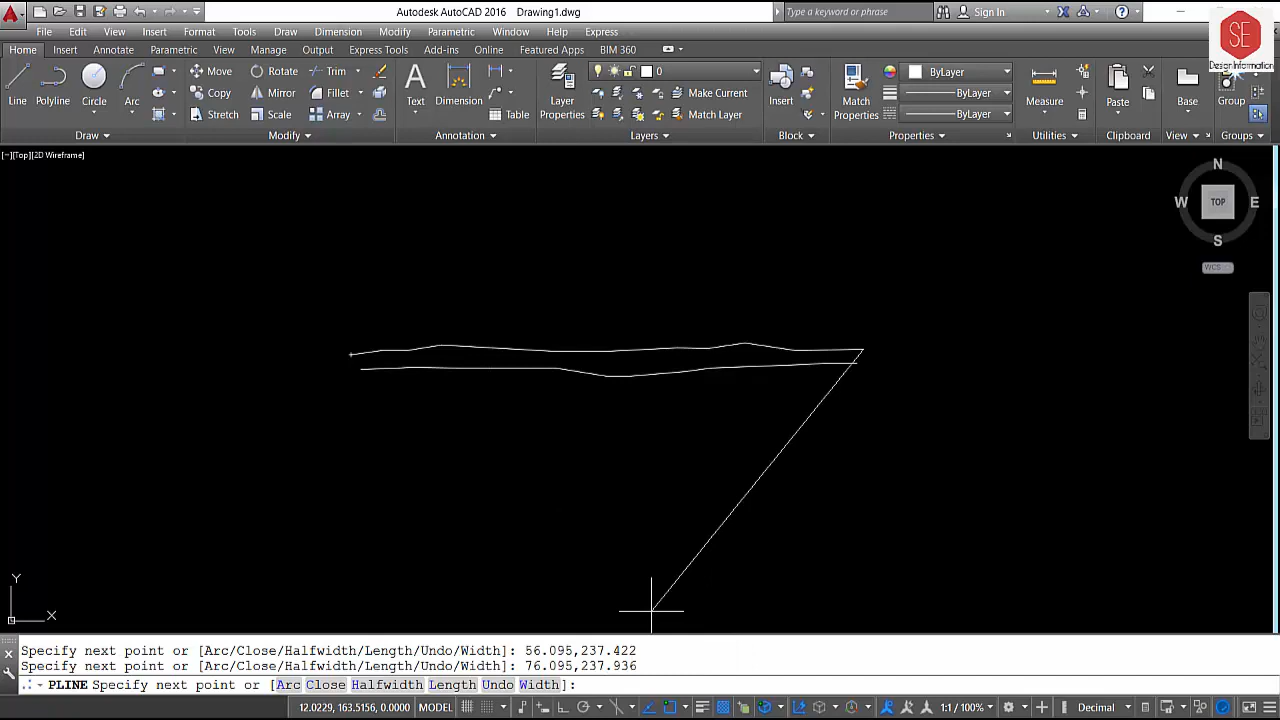 Autodesk AutoCAD 2016 Drawing1.dwg
Type a keyword or phrase
Sign In
SE
Design Information
File Edit View Insert Format Tools Draw Dimension Modify Parametric Window Help Express
Home Insert Annotate Parametric View Manage Output Express Tools Add-ins Online Featured Apps BIM 360
Move Rotate Trim
0
ByLayer
Copy Mirror Fillet
Make Current
ByLayer
Line Polyline Circle Arc
Text Dimension
Layer Properties
Insert
Match Properties
Measure
Paste
Base
Group
Stretch Scale Array
Table
Match Layer
ByLayer
Draw Modify Annotation Layers Block Properties Utilities Clipboard View Groups
[−][Top][2D Wireframe]
N
W TOP E
S
WCS
Y
X
Specify next point or [Arc/Close/Halfwidth/Length/Undo/Width]: 56.095,237.422
Specify next point or [Arc/Close/Halfwidth/Length/Undo/Width]: 76.095,237.936
PLINE Specify next point or [Arc Close Halfwidth Length Undo Width]:
12.0229, 163.5156, 0.0000 MODEL
1:1 / 100%
Decimal